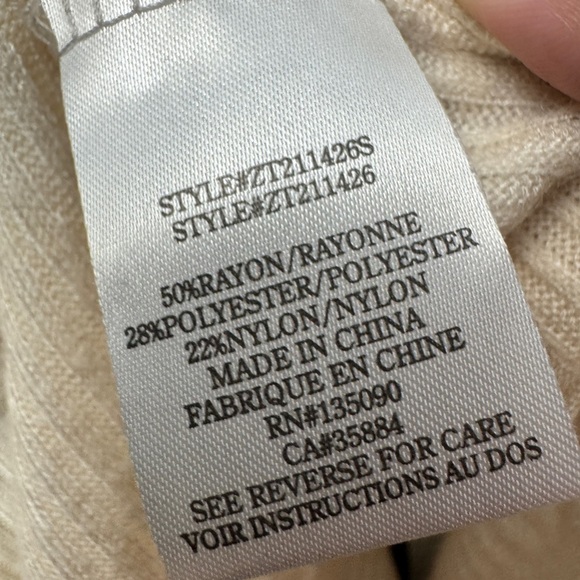 STYLE#ZT211426S
STYLE#ZT211426
50%RAYON/RAYONNE
28%POLYESTER/POLYESTER
22%NYLON/NYLON
MADE IN CHINA
FABRIQUE EN CHINE
RN#135090
CA#35884
SEE REVERSE FOR CARE
VOIR INSTRUCTIONS AU DOS